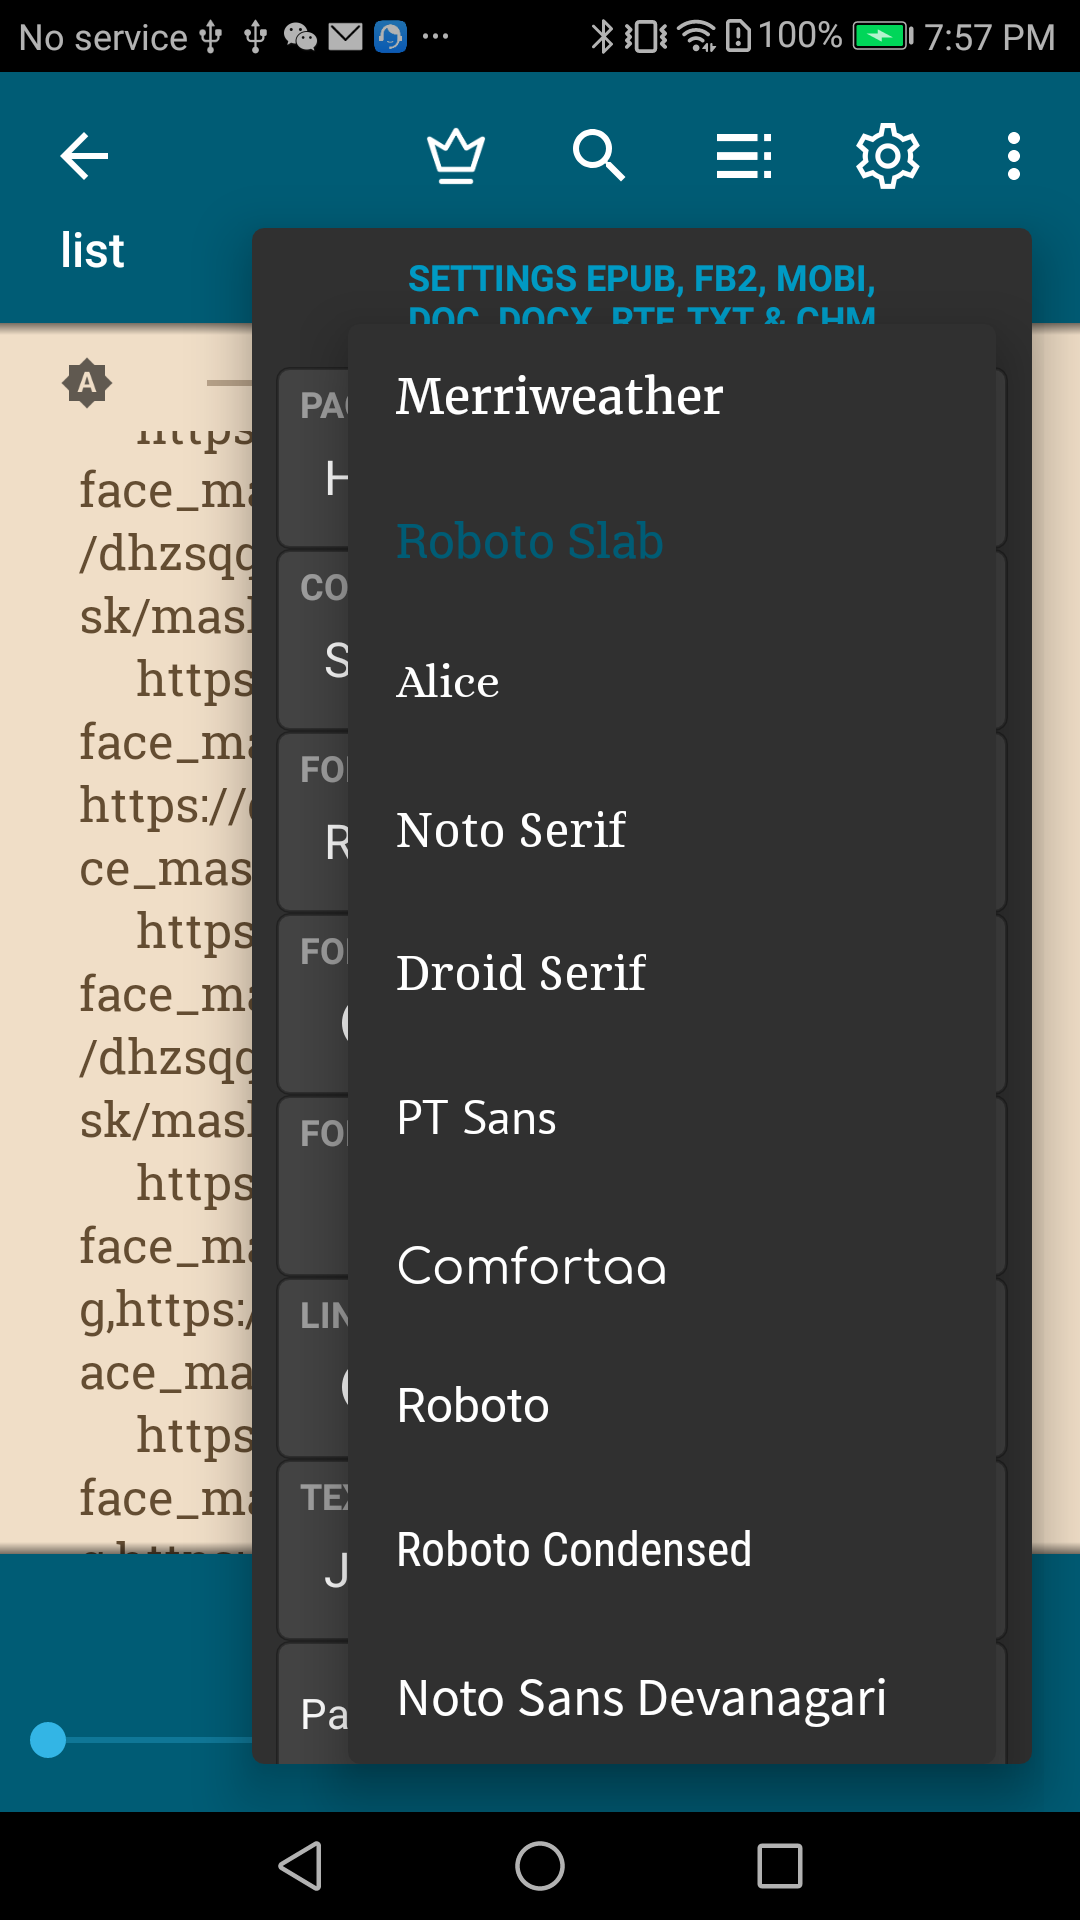 No service
100%
7:57 PM
list
SETTINGS EPUB, FB2, MOBI,
DOC, DOCX, RTF, TXT & CHM
A
https
face_ma
/dhzsqq
sk/mas
https
face_ma
https://
ce_mas
https
face_ma
/dhzsqq
sk/mas
https
face_ma
g,https:/
ace_ma
https
face_ma
PA
H
CO
S
FO
R
FO
FO
LIN
TEX
J
Pa
Merriweather
Roboto Slab
Alice
Noto Serif
Droid Serif
PT Sans
Comfortaa
Roboto
Roboto Condensed
Noto Sans Devanagari